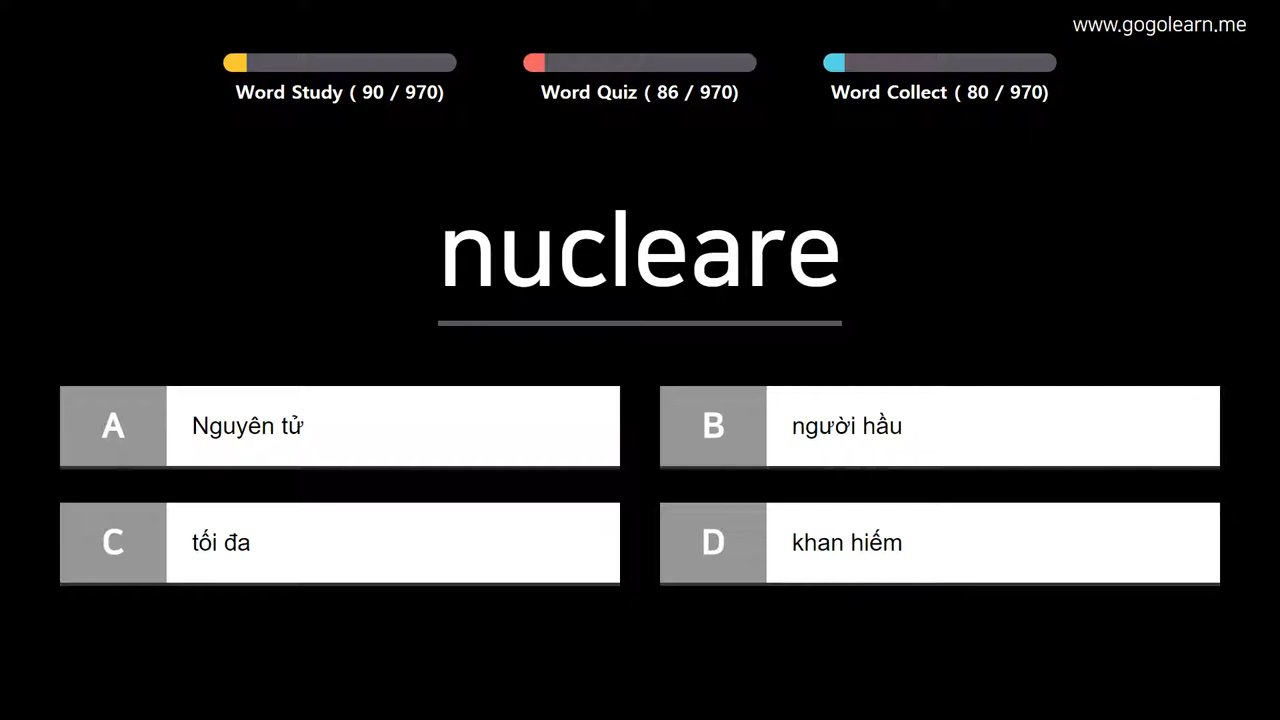 www.gogolearn.me
Word Study ( 90 / 970)
Word Quiz ( 86 / 970)
Word Collect ( 80 / 970)
nucleare
A Nguyên tử
B người hầu
C tối đa
D khan hiếm